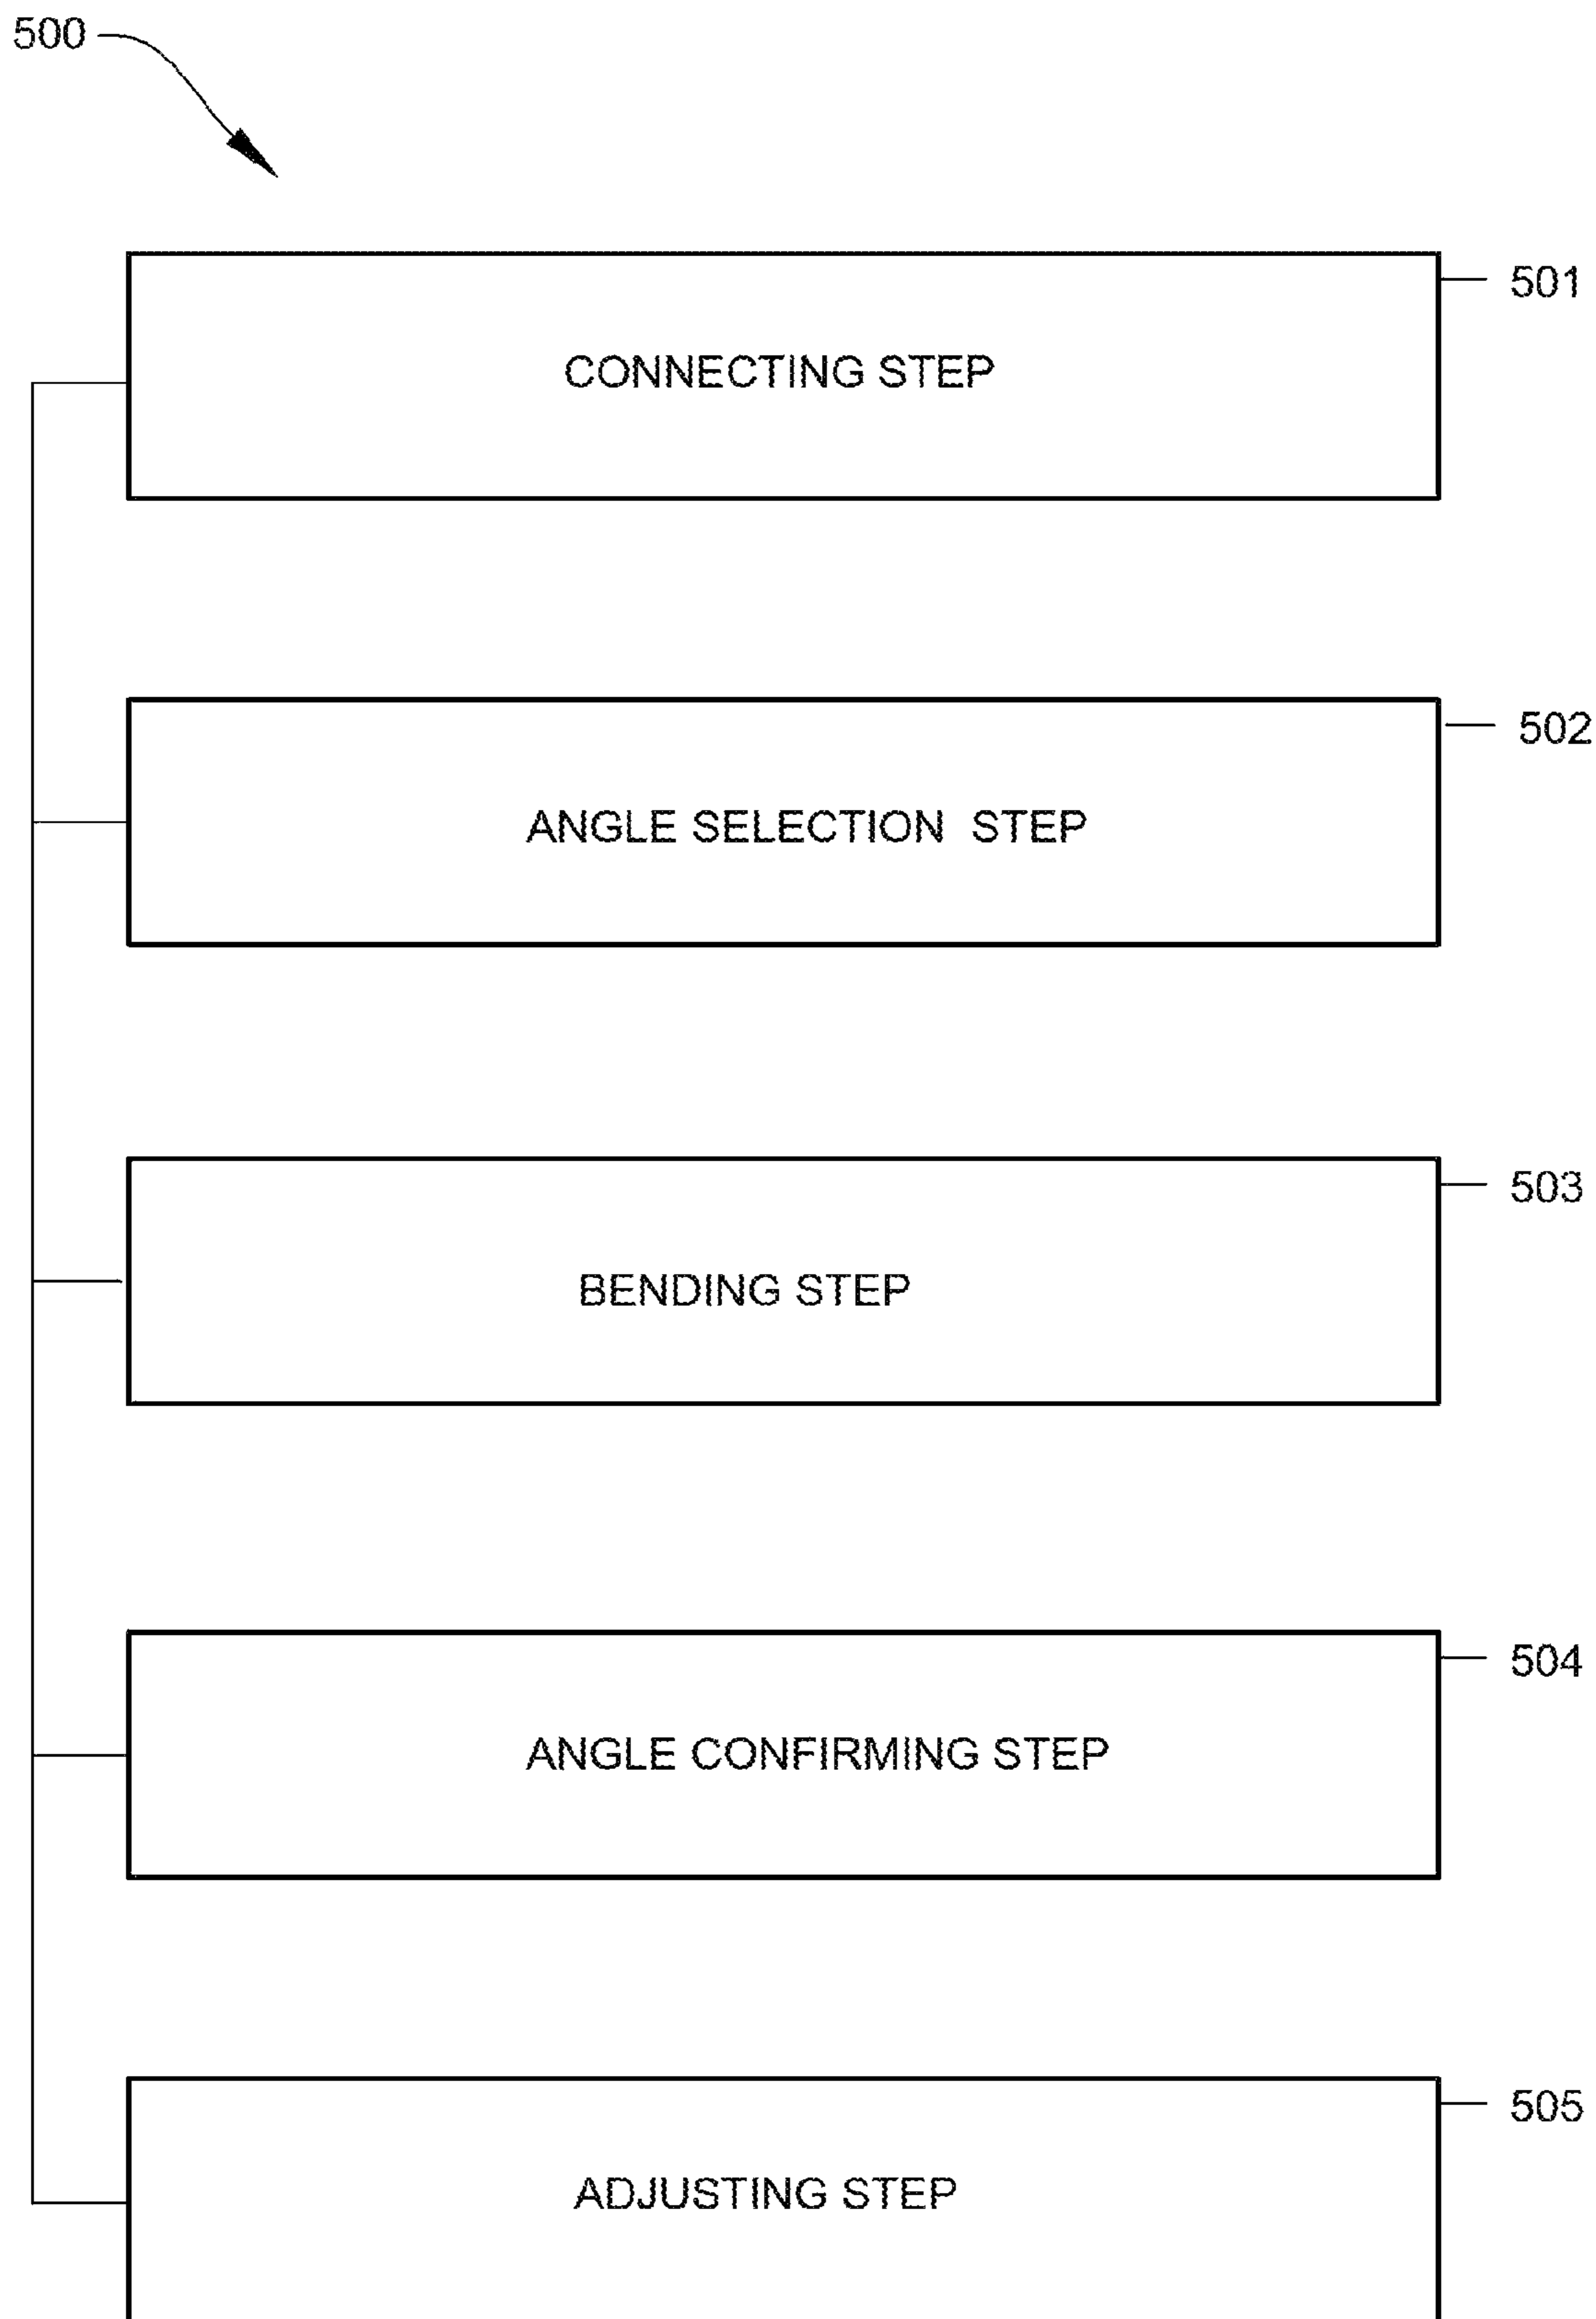 500
501
CONNECTING STEP
502
ANGLE SELECTION STEP
503
BENDING STEP
504
ANGLE CONFIRMING STEP
505
ADJUSTING STEP